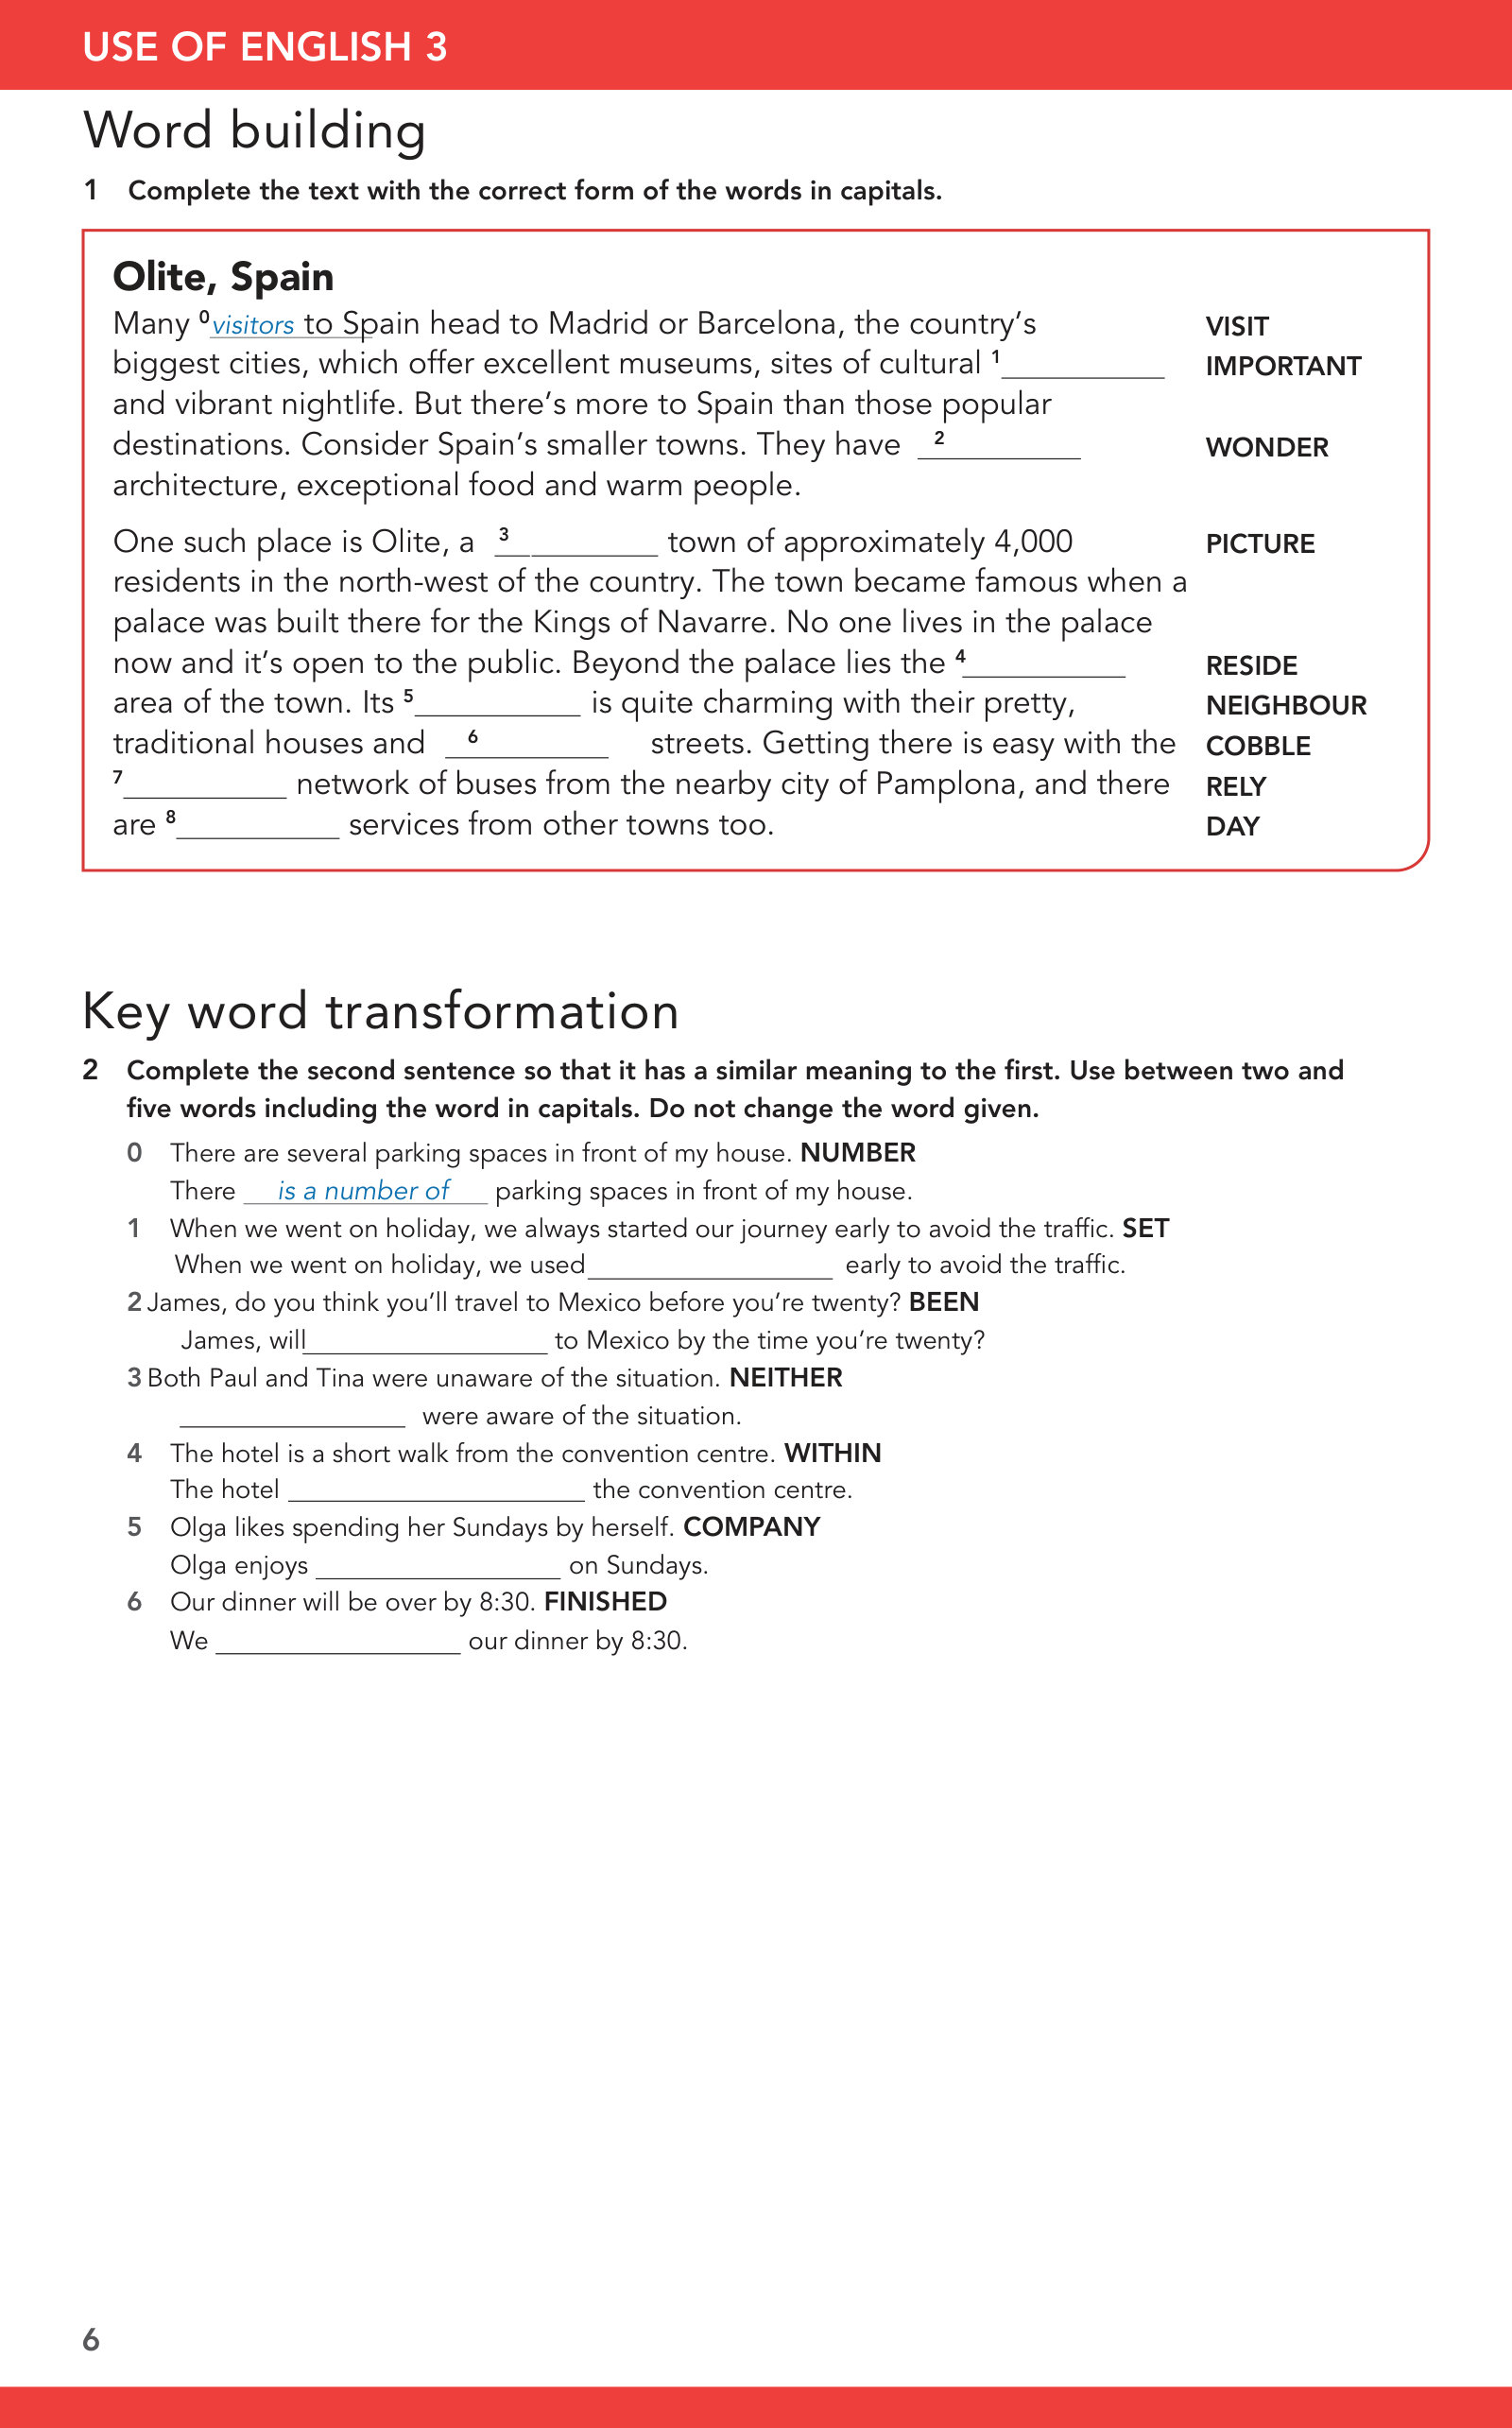 USE OF ENGLISH 3
Word building
1 Complete the text with the correct form of the words in capitals.
Olite, Spain
Many 0 visitors to Spain head to Madrid or Barcelona, the country’s VISIT
biggest cities, which offer excellent museums, sites of cultural 1____________ IMPORTANT
and vibrant nightlife. But there’s more to Spain than those popular
destinations. Consider Spain’s smaller towns. They have 2____________ WONDER
architecture, exceptional food and warm people.
One such place is Olite, a 3____________ town of approximately 4,000 PICTURE
residents in the north-west of the country. The town became famous when a
palace was built there for the Kings of Navarre. No one lives in the palace
now and it’s open to the public. Beyond the palace lies the 4____________ RESIDE
area of the town. Its 5____________ is quite charming with their pretty, NEIGHBOUR
traditional houses and 6____________ streets. Getting there is easy with the COBBLE
7____________ network of buses from the nearby city of Pamplona, and there RELY
are 8____________ services from other towns too. DAY
Key word transformation
2 Complete the second sentence so that it has a similar meaning to the first. Use between two and
five words including the word in capitals. Do not change the word given.
0 There are several parking spaces in front of my house. NUMBER
There is a number of parking spaces in front of my house.
1 When we went on holiday, we always started our journey early to avoid the traffic. SET
When we went on holiday, we used__________________ early to avoid the traffic.
2 James, do you think you’ll travel to Mexico before you’re twenty? BEEN
James, will__________________ to Mexico by the time you’re twenty?
3 Both Paul and Tina were unaware of the situation. NEITHER
__________________ were aware of the situation.
4 The hotel is a short walk from the convention centre. WITHIN
The hotel __________________ the convention centre.
5 Olga likes spending her Sundays by herself. COMPANY
Olga enjoys __________________ on Sundays.
6 Our dinner will be over by 8:30. FINISHED
We __________________ our dinner by 8:30.
6